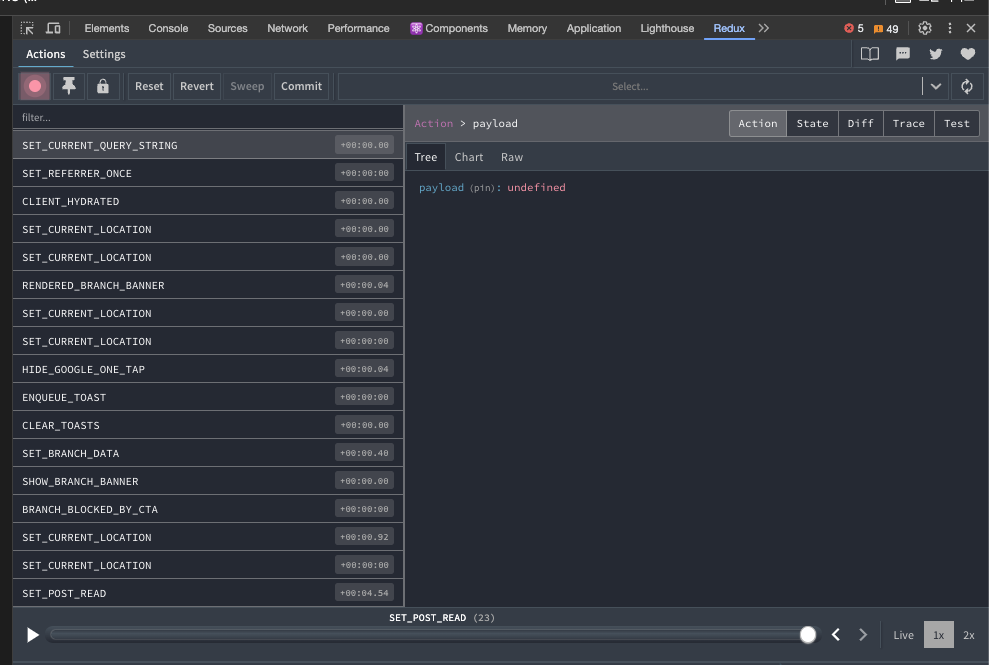 Elements Console Sources Network Performance Components Memory Application Lighthouse Redux 5 49
Actions Settings
Reset Revert Sweep Commit Select...
filter...
Action > payload
Action State Diff Trace Test
Tree Chart Raw
payload (pin): undefined
SET_CURRENT_QUERY_STRING +00:00.00
SET_REFERRER_ONCE +00:00:00
CLIENT_HYDRATED +00:00.00
SET_CURRENT_LOCATION +00:00.00
SET_CURRENT_LOCATION +00:00.00
RENDERED_BRANCH_BANNER +00:00.04
SET_CURRENT_LOCATION +00:00.00
SET_CURRENT_LOCATION +00:00:00
HIDE_GOOGLE_ONE_TAP +00:00.04
ENQUEUE_TOAST +00:00:00
CLEAR_TOASTS +00:00.00
SET_BRANCH_DATA +00:00.40
SHOW_BRANCH_BANNER +00:00.00
BRANCH_BLOCKED_BY_CTA +00:00:00
SET_CURRENT_LOCATION +00:00.92
SET_CURRENT_LOCATION +00:00:00
SET_POST_READ +00:04.54
SET_POST_READ (23)
Live 1x 2x